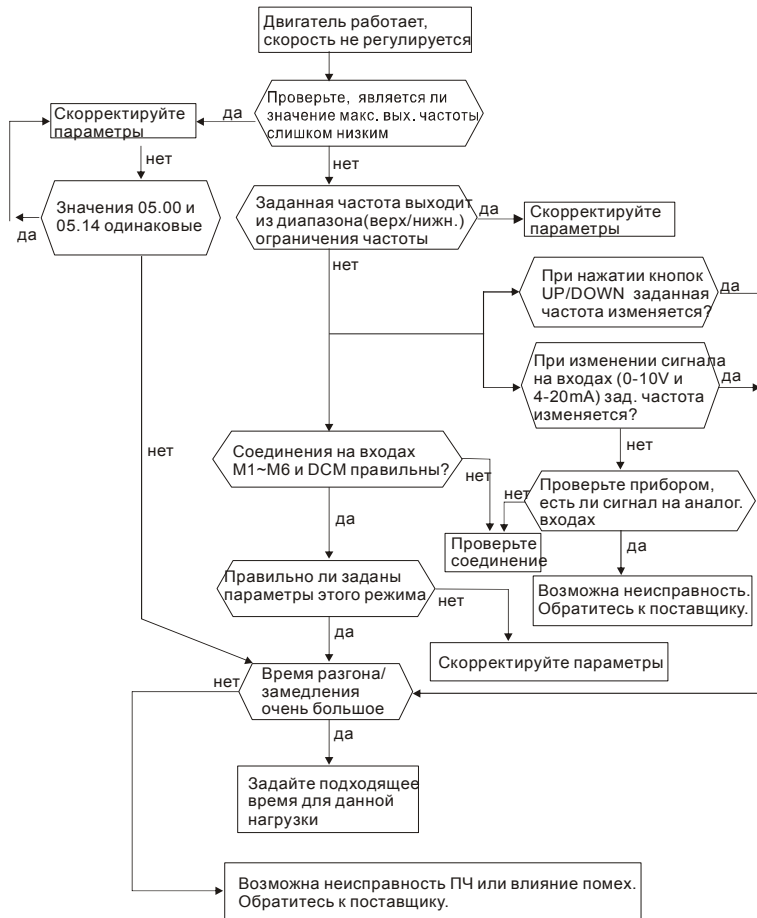 Двигатель работает,
скорость не регулируется
Проверьте, является ли
значение макс. вых. частоты
слишком низким
да
Скорректируйте
параметры
нет
нет
Значения 05.00 и
05.14 одинаковые
да
Заданная частота выходит
из диапазона(верх/нижн.)
ограничения частоты
да
Скорректируйте
параметры
нет
При нажатии кнопок
UP/DOWN заданная
частота изменяется?
да
При изменении сигнала
на входах (0-10V и
4-20mA) зад. частота
изменяется?
да
нет
нет
Соединения на входах
M1~M6 и DCM правильны?
нет
Проверьте прибором,
есть ли сигнал на аналог.
входах
нет
да
да
Проверьте
соединение
Возможна неисправность.
Обратитесь к поставщику.
Правильно ли заданы
параметры этого режима
нет
да
Скорректируйте параметры
Время разгона/
замедления
очень большое
нет
да
Задайте подходящее
время для данной
нагрузки
Возможна неисправность ПЧ или влияние помех.
Обратитесь к поставщику.